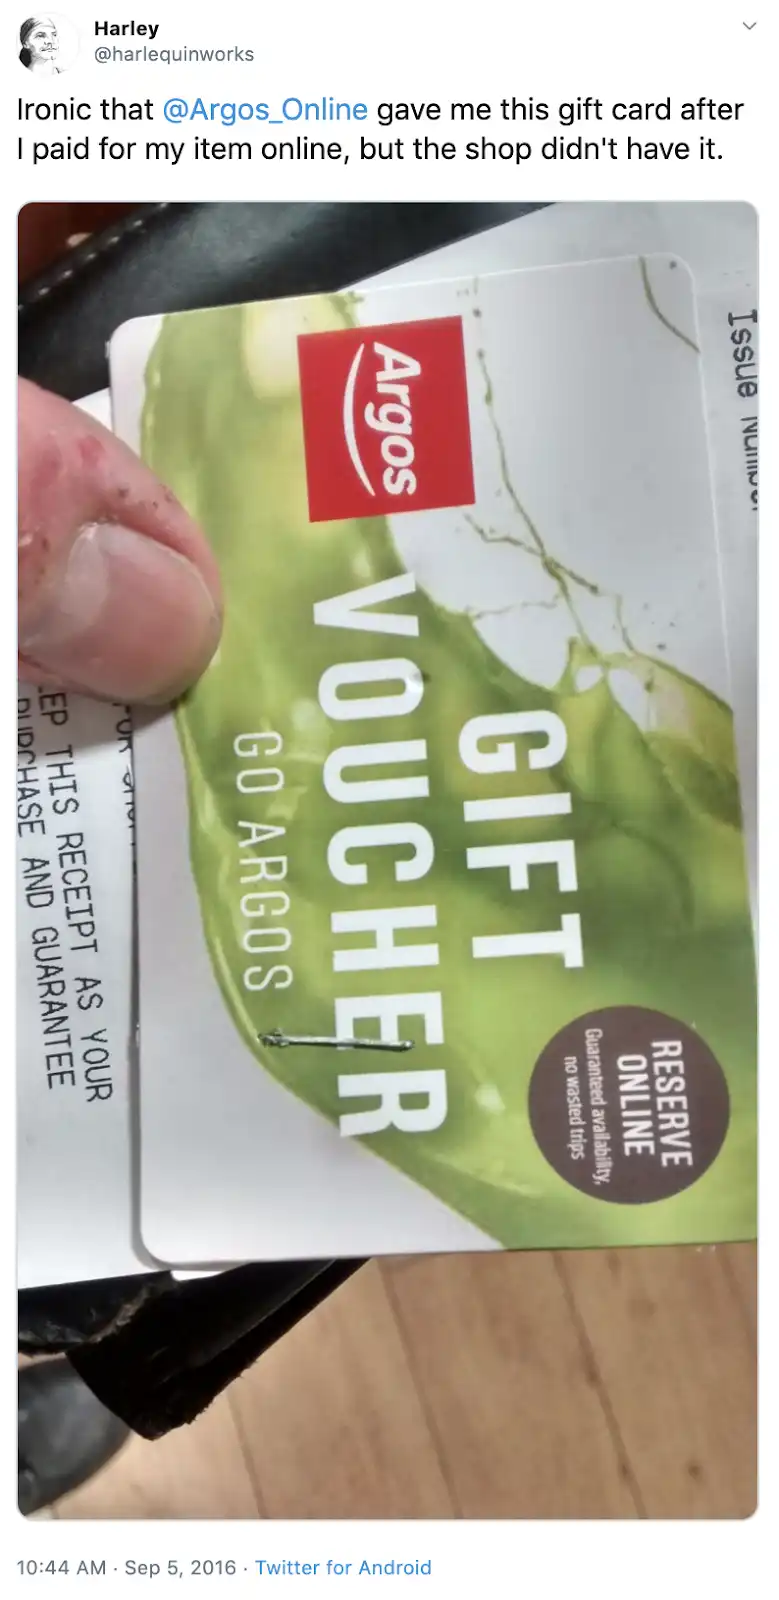 Harley
@harlequinworks
Ironic that @Argos_Online gave me this gift card after
I paid for my item online, but the shop didn't have it.
Argos
GIFT
VOUCHER
GO ARGOS
RESERVE
ONLINE
Guaranteed availability,
no wasted trips
Issue Number
EP THIS RECEIPT AS YOUR
PURCHASE AND GUARANTEE
10:44 AM · Sep 5, 2016 · Twitter for Android